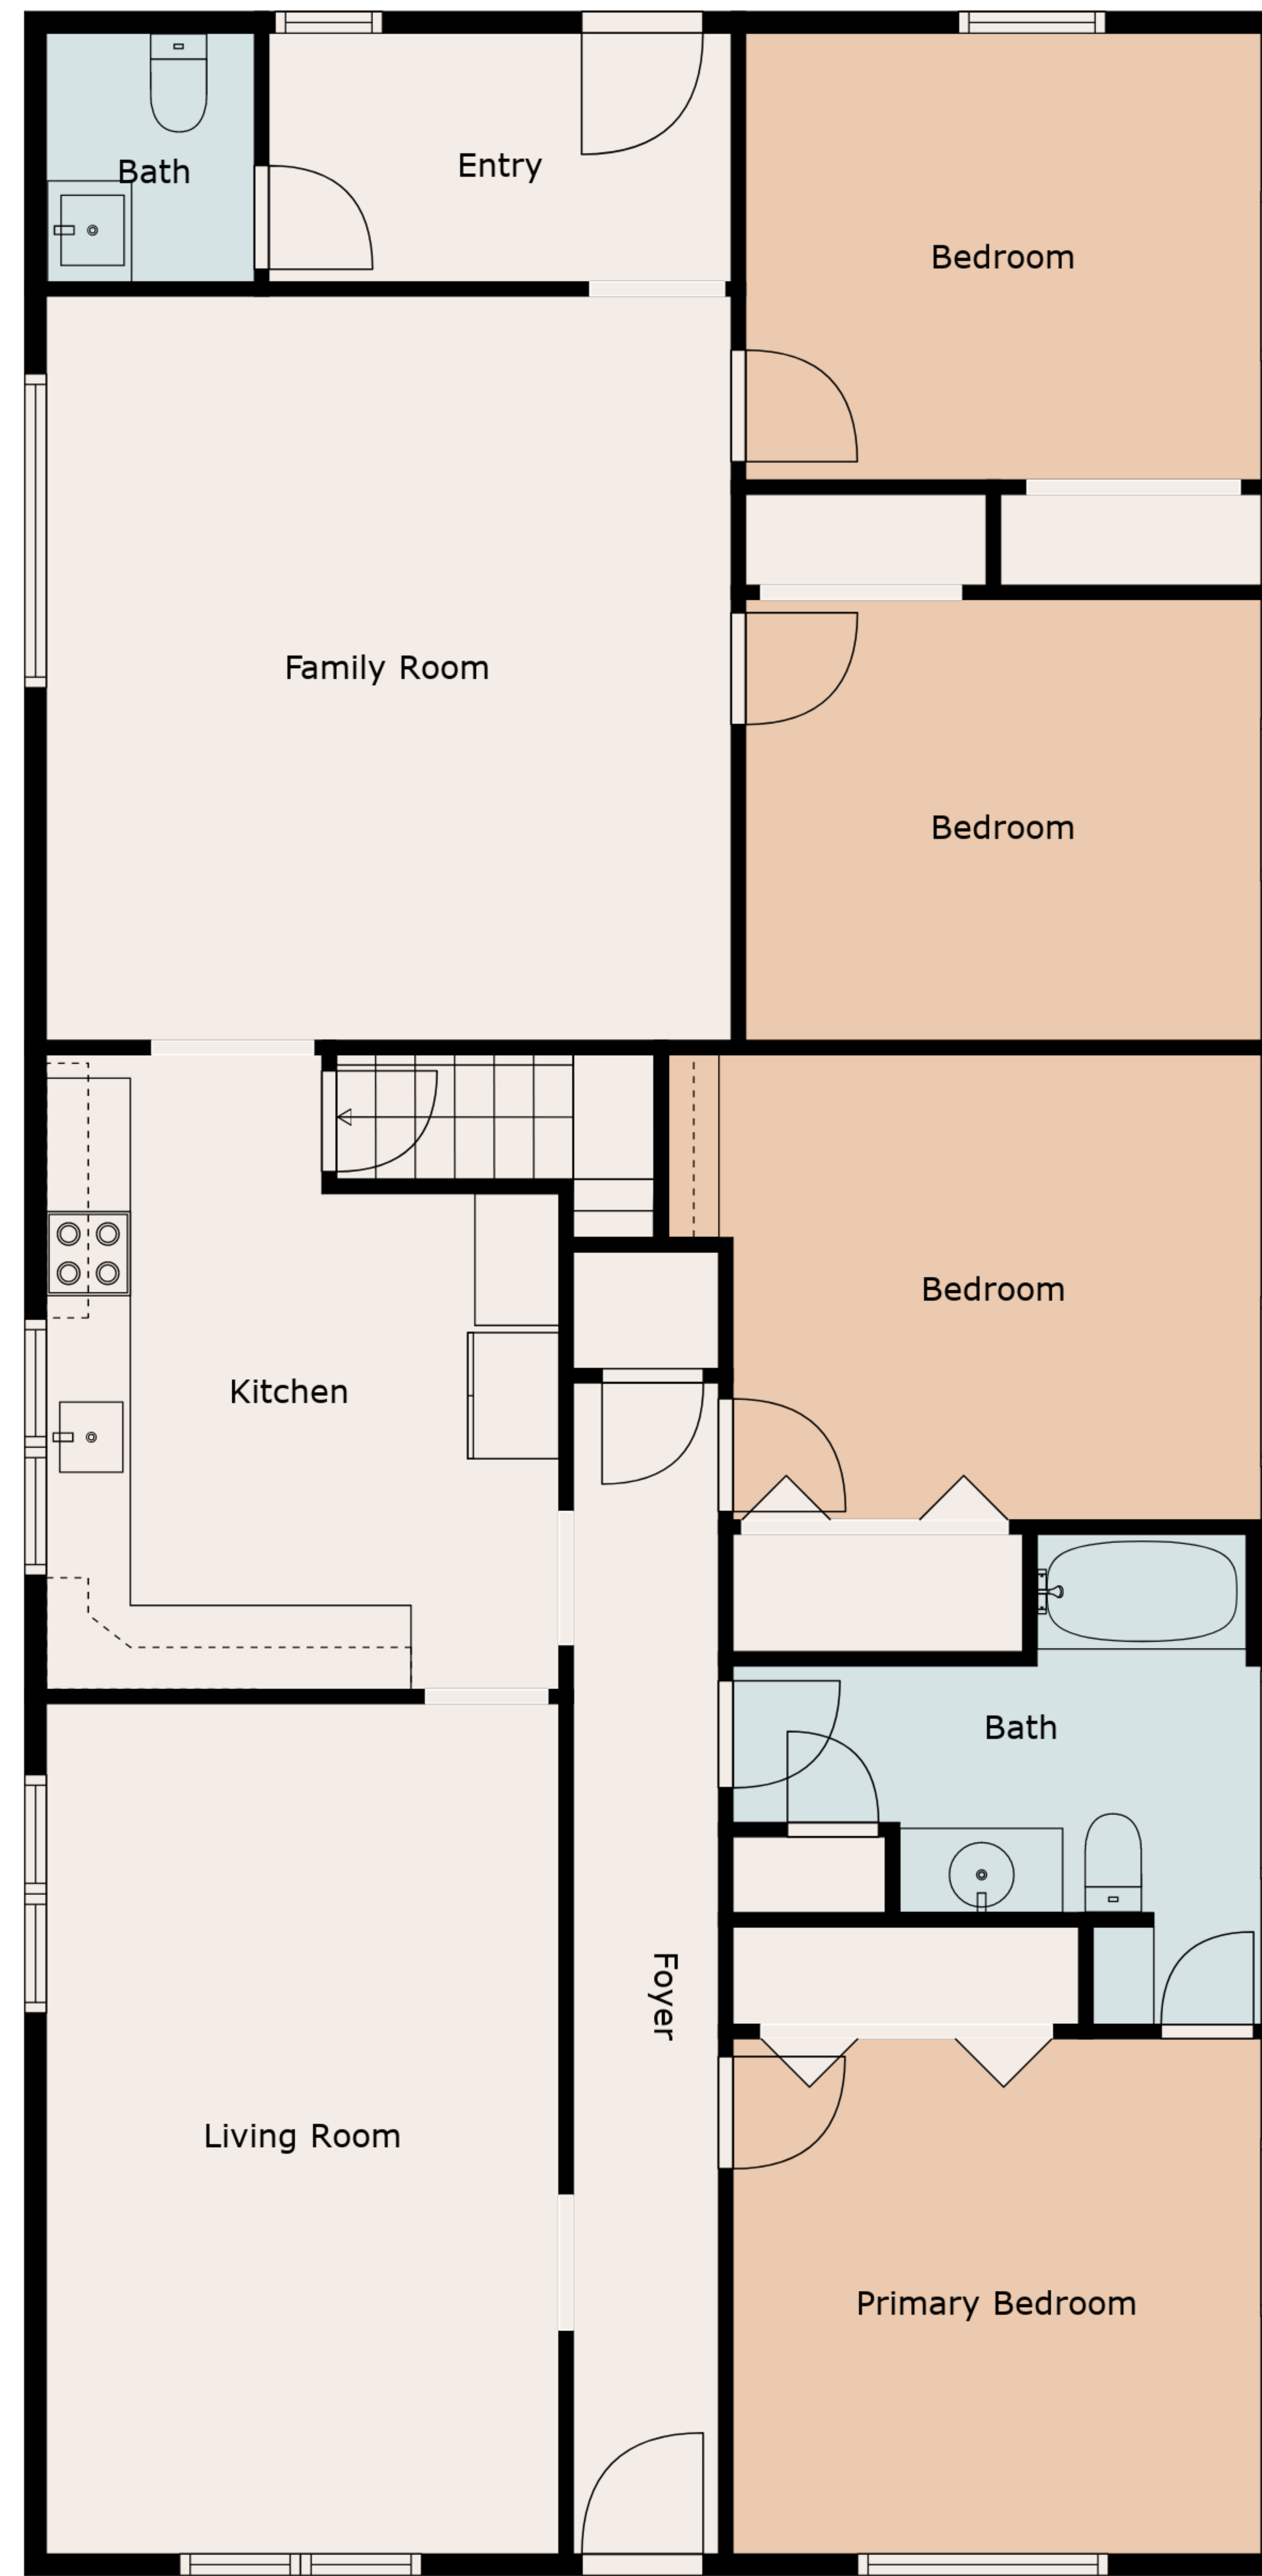 Bath
Entry
Bedroom
Family Room
Bedroom
Bedroom
Kitchen
Bath
Foyer
Living Room
Primary Bedroom